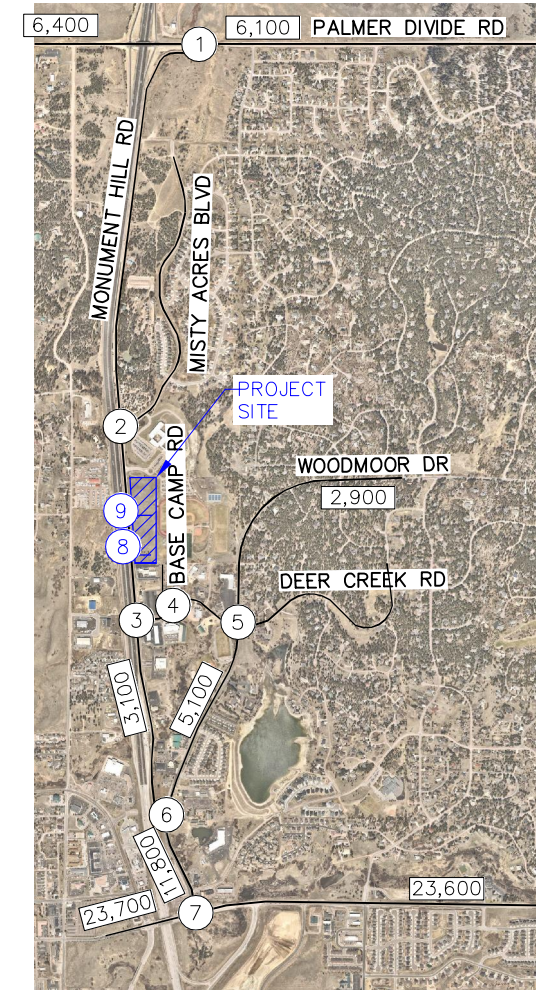 6,400
6,100
PALMER DIVIDE RD
1
MONUMENT HILL RD
MISTY ACRES BLVD
PROJECT
SITE
2
BASE CAMP RD
WOODMOOR DR
2,900
9
8
DEER CREEK RD
3
4
5
3,100
5,100
6
11,800
23,700
7
23,600